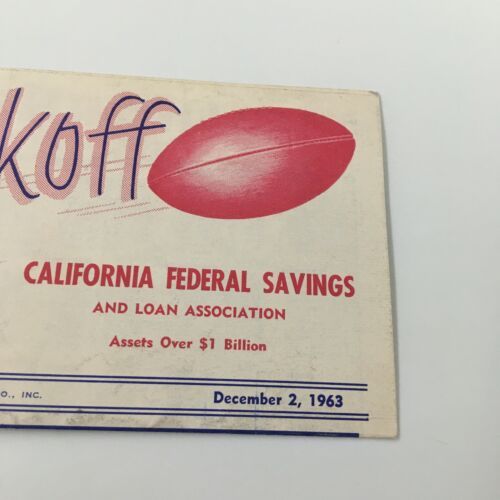 koff
CALIFORNIA FEDERAL SAVINGS
AND LOAN ASSOCIATION
Assets Over $1 Billion
O., INC.
December 2, 1963